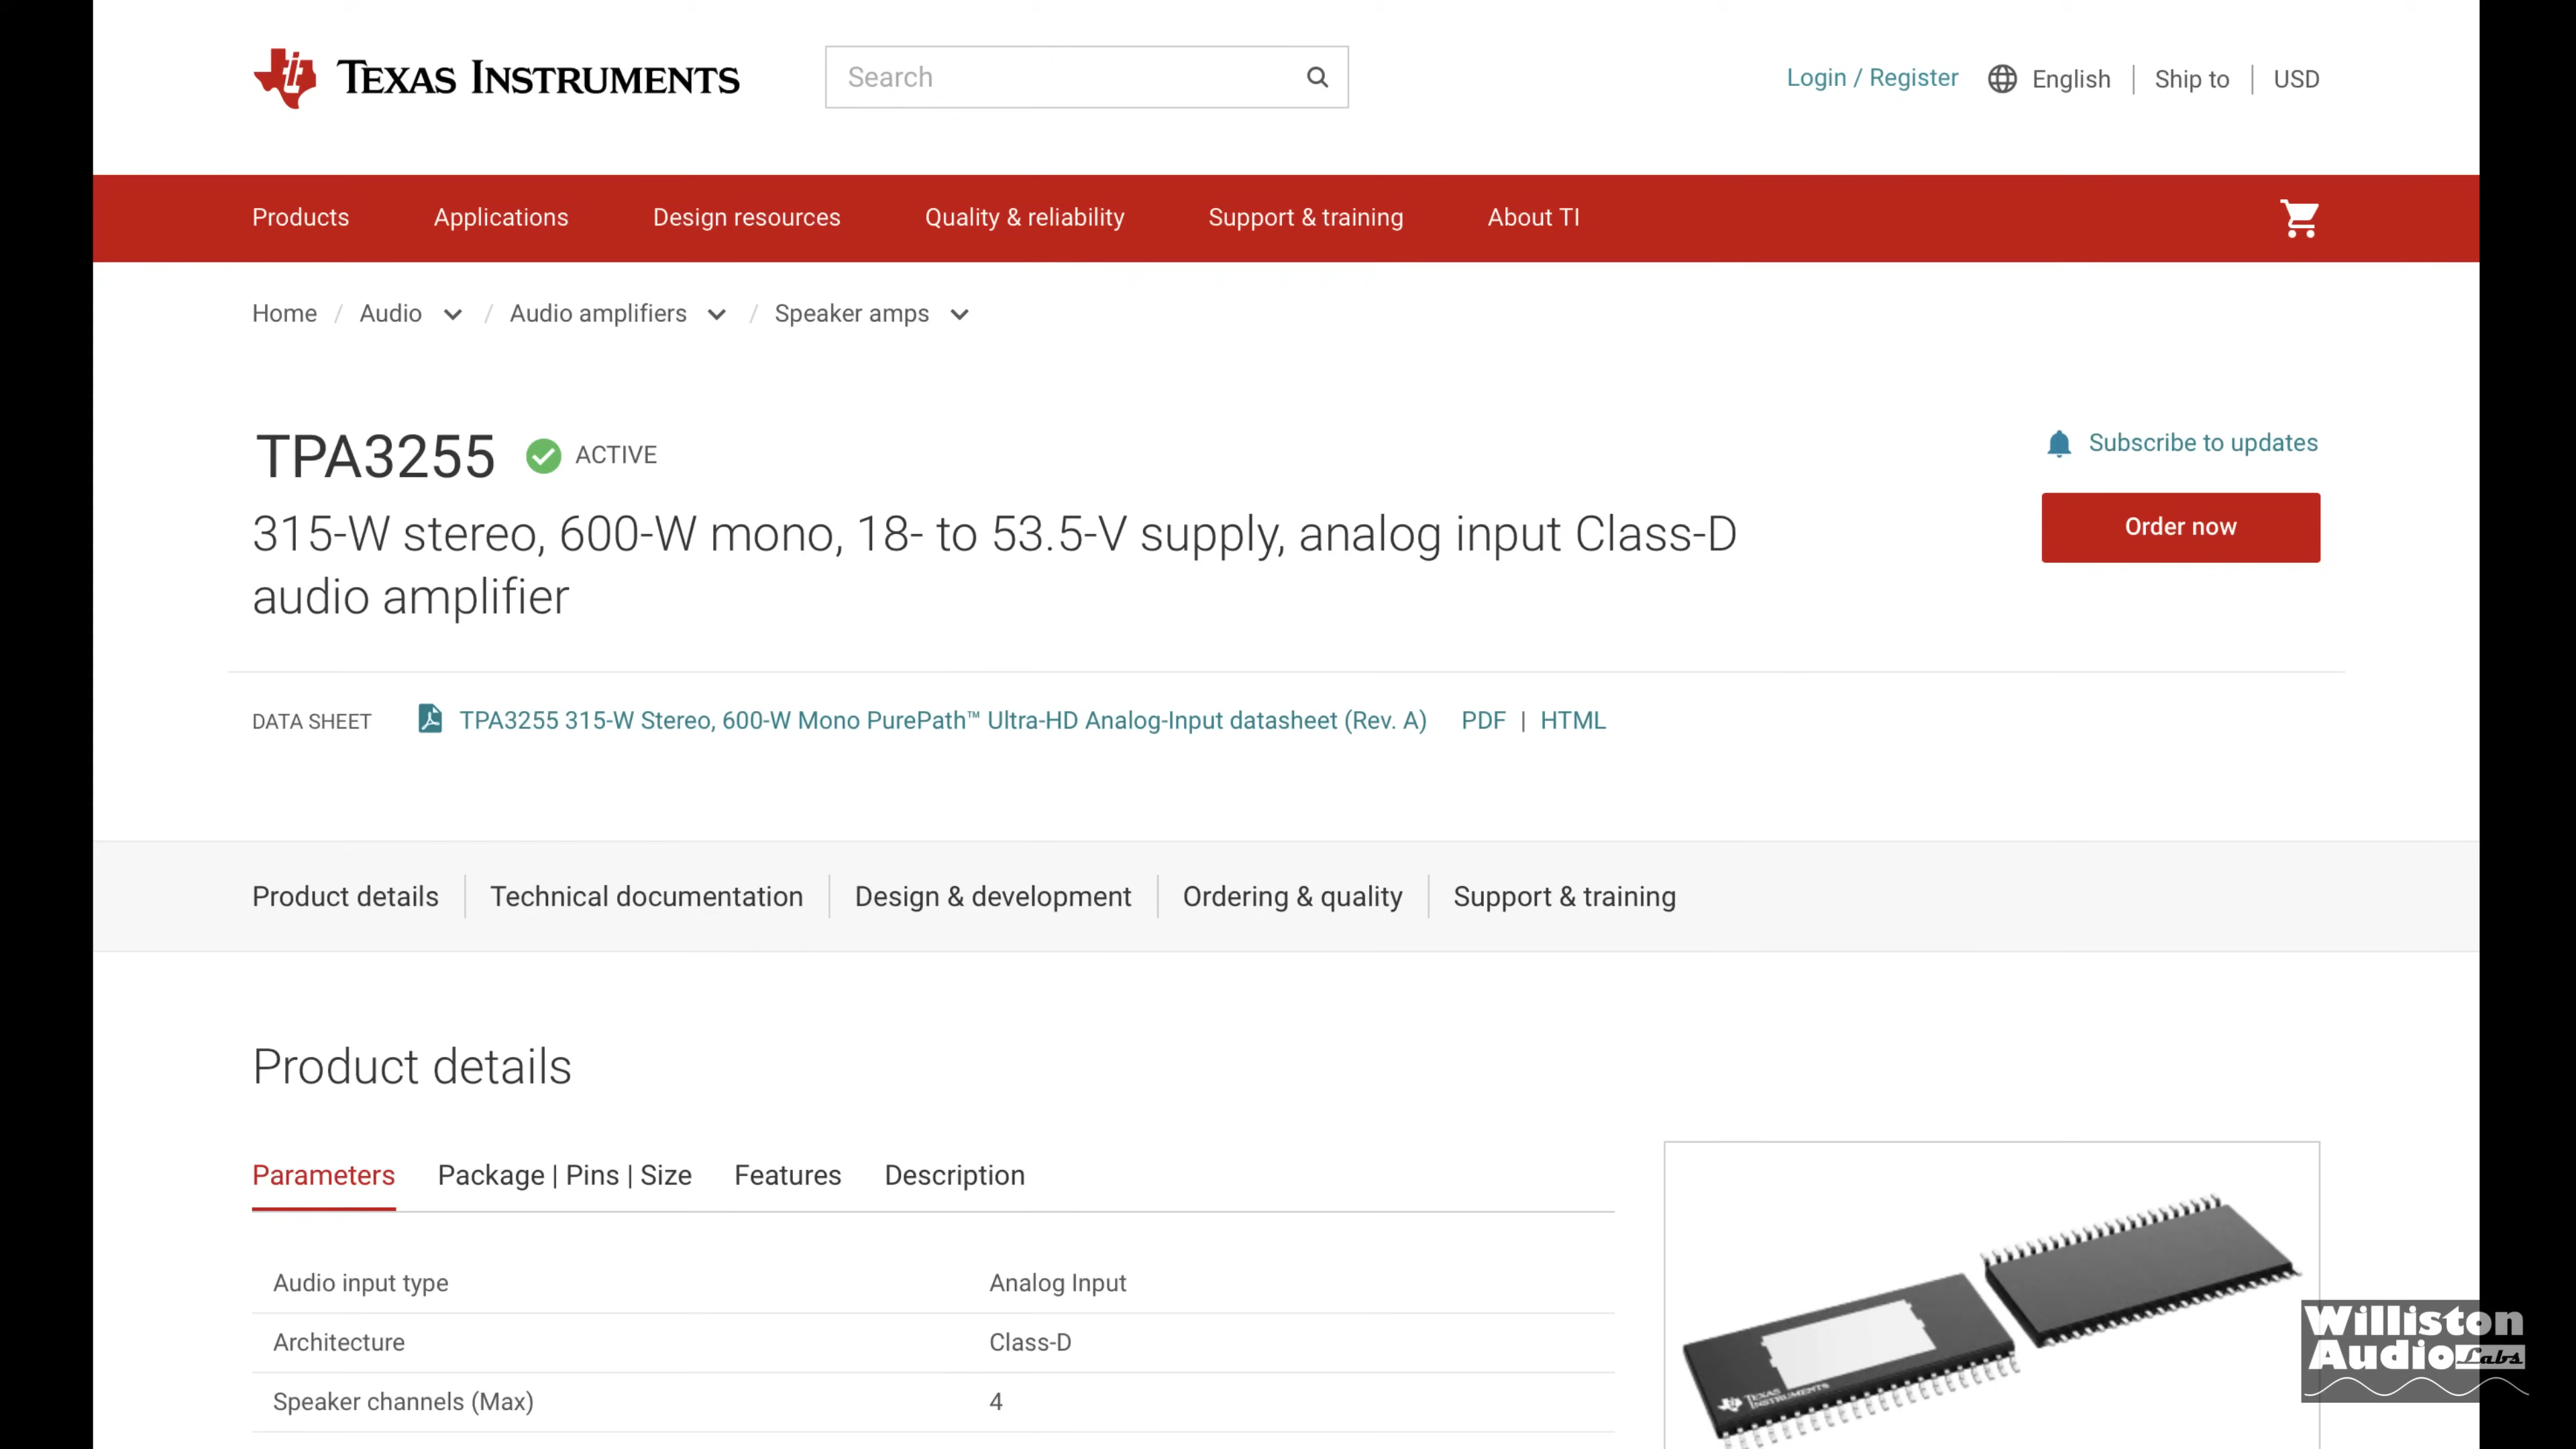 TEXAS INSTRUMENTS
Search
Login / Register English | Ship to | USD
Products Applications Design resources Quality & reliability Support & training About TI
Home / Audio / Audio amplifiers / Speaker amps
TPA3255 ACTIVE
Subscribe to updates
315-W stereo, 600-W mono, 18- to 53.5-V supply, analog input Class-D
audio amplifier
Order now
DATA SHEET TPA3255 315-W Stereo, 600-W Mono PurePath™ Ultra-HD Analog-Input datasheet (Rev. A) PDF | HTML
Product details | Technical documentation | Design & development | Ordering & quality | Support & training
Product details
Parameters Package | Pins | Size Features Description
Audio input type Analog Input
Architecture Class-D
Speaker channels (Max) 4
TEXAS
INSTRUMENTS
Williston
Audio Labs